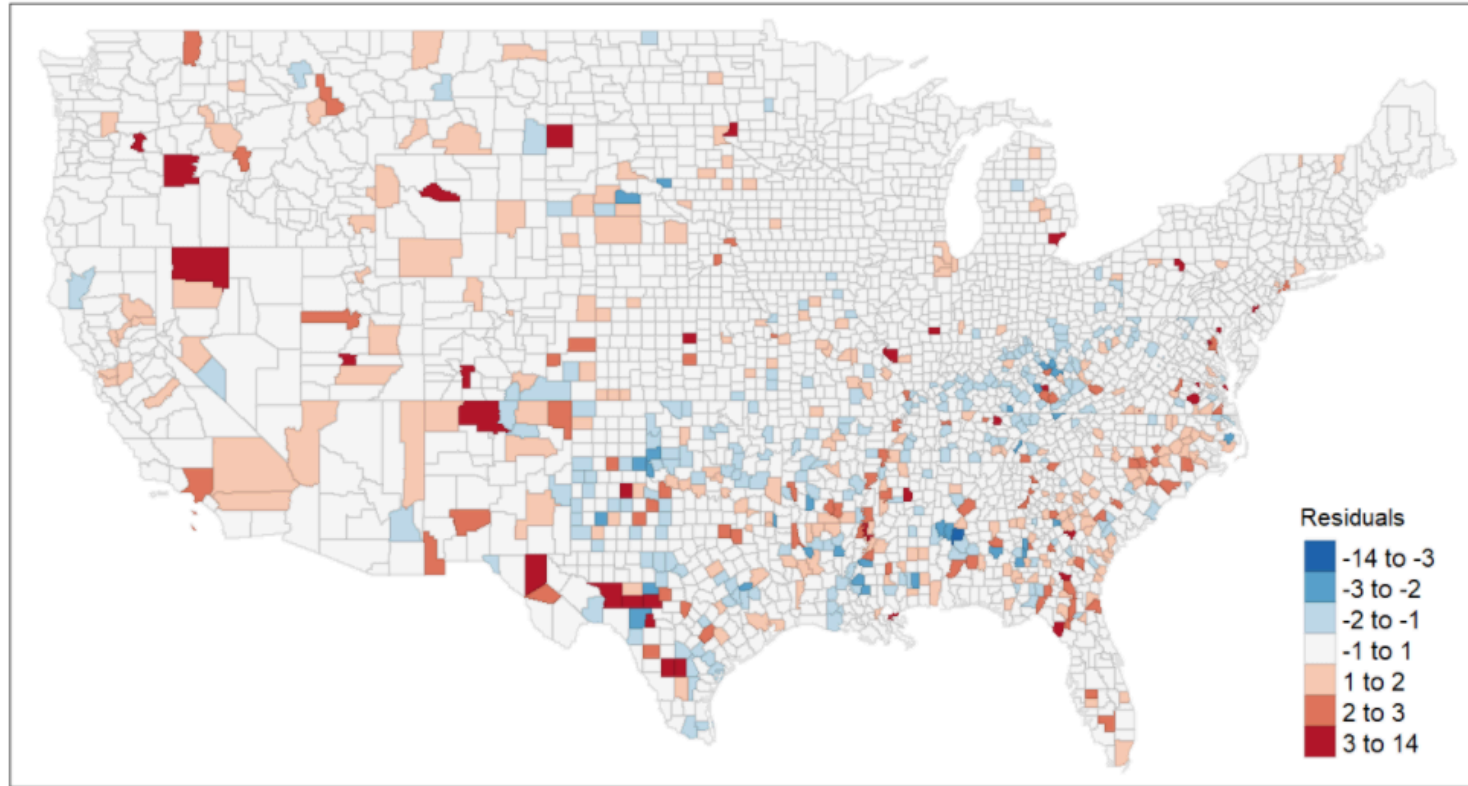 Residuals
-14 to -3
-3 to -2
-2 to -1
-1 to 1
1 to 2
2 to 3
3 to 14